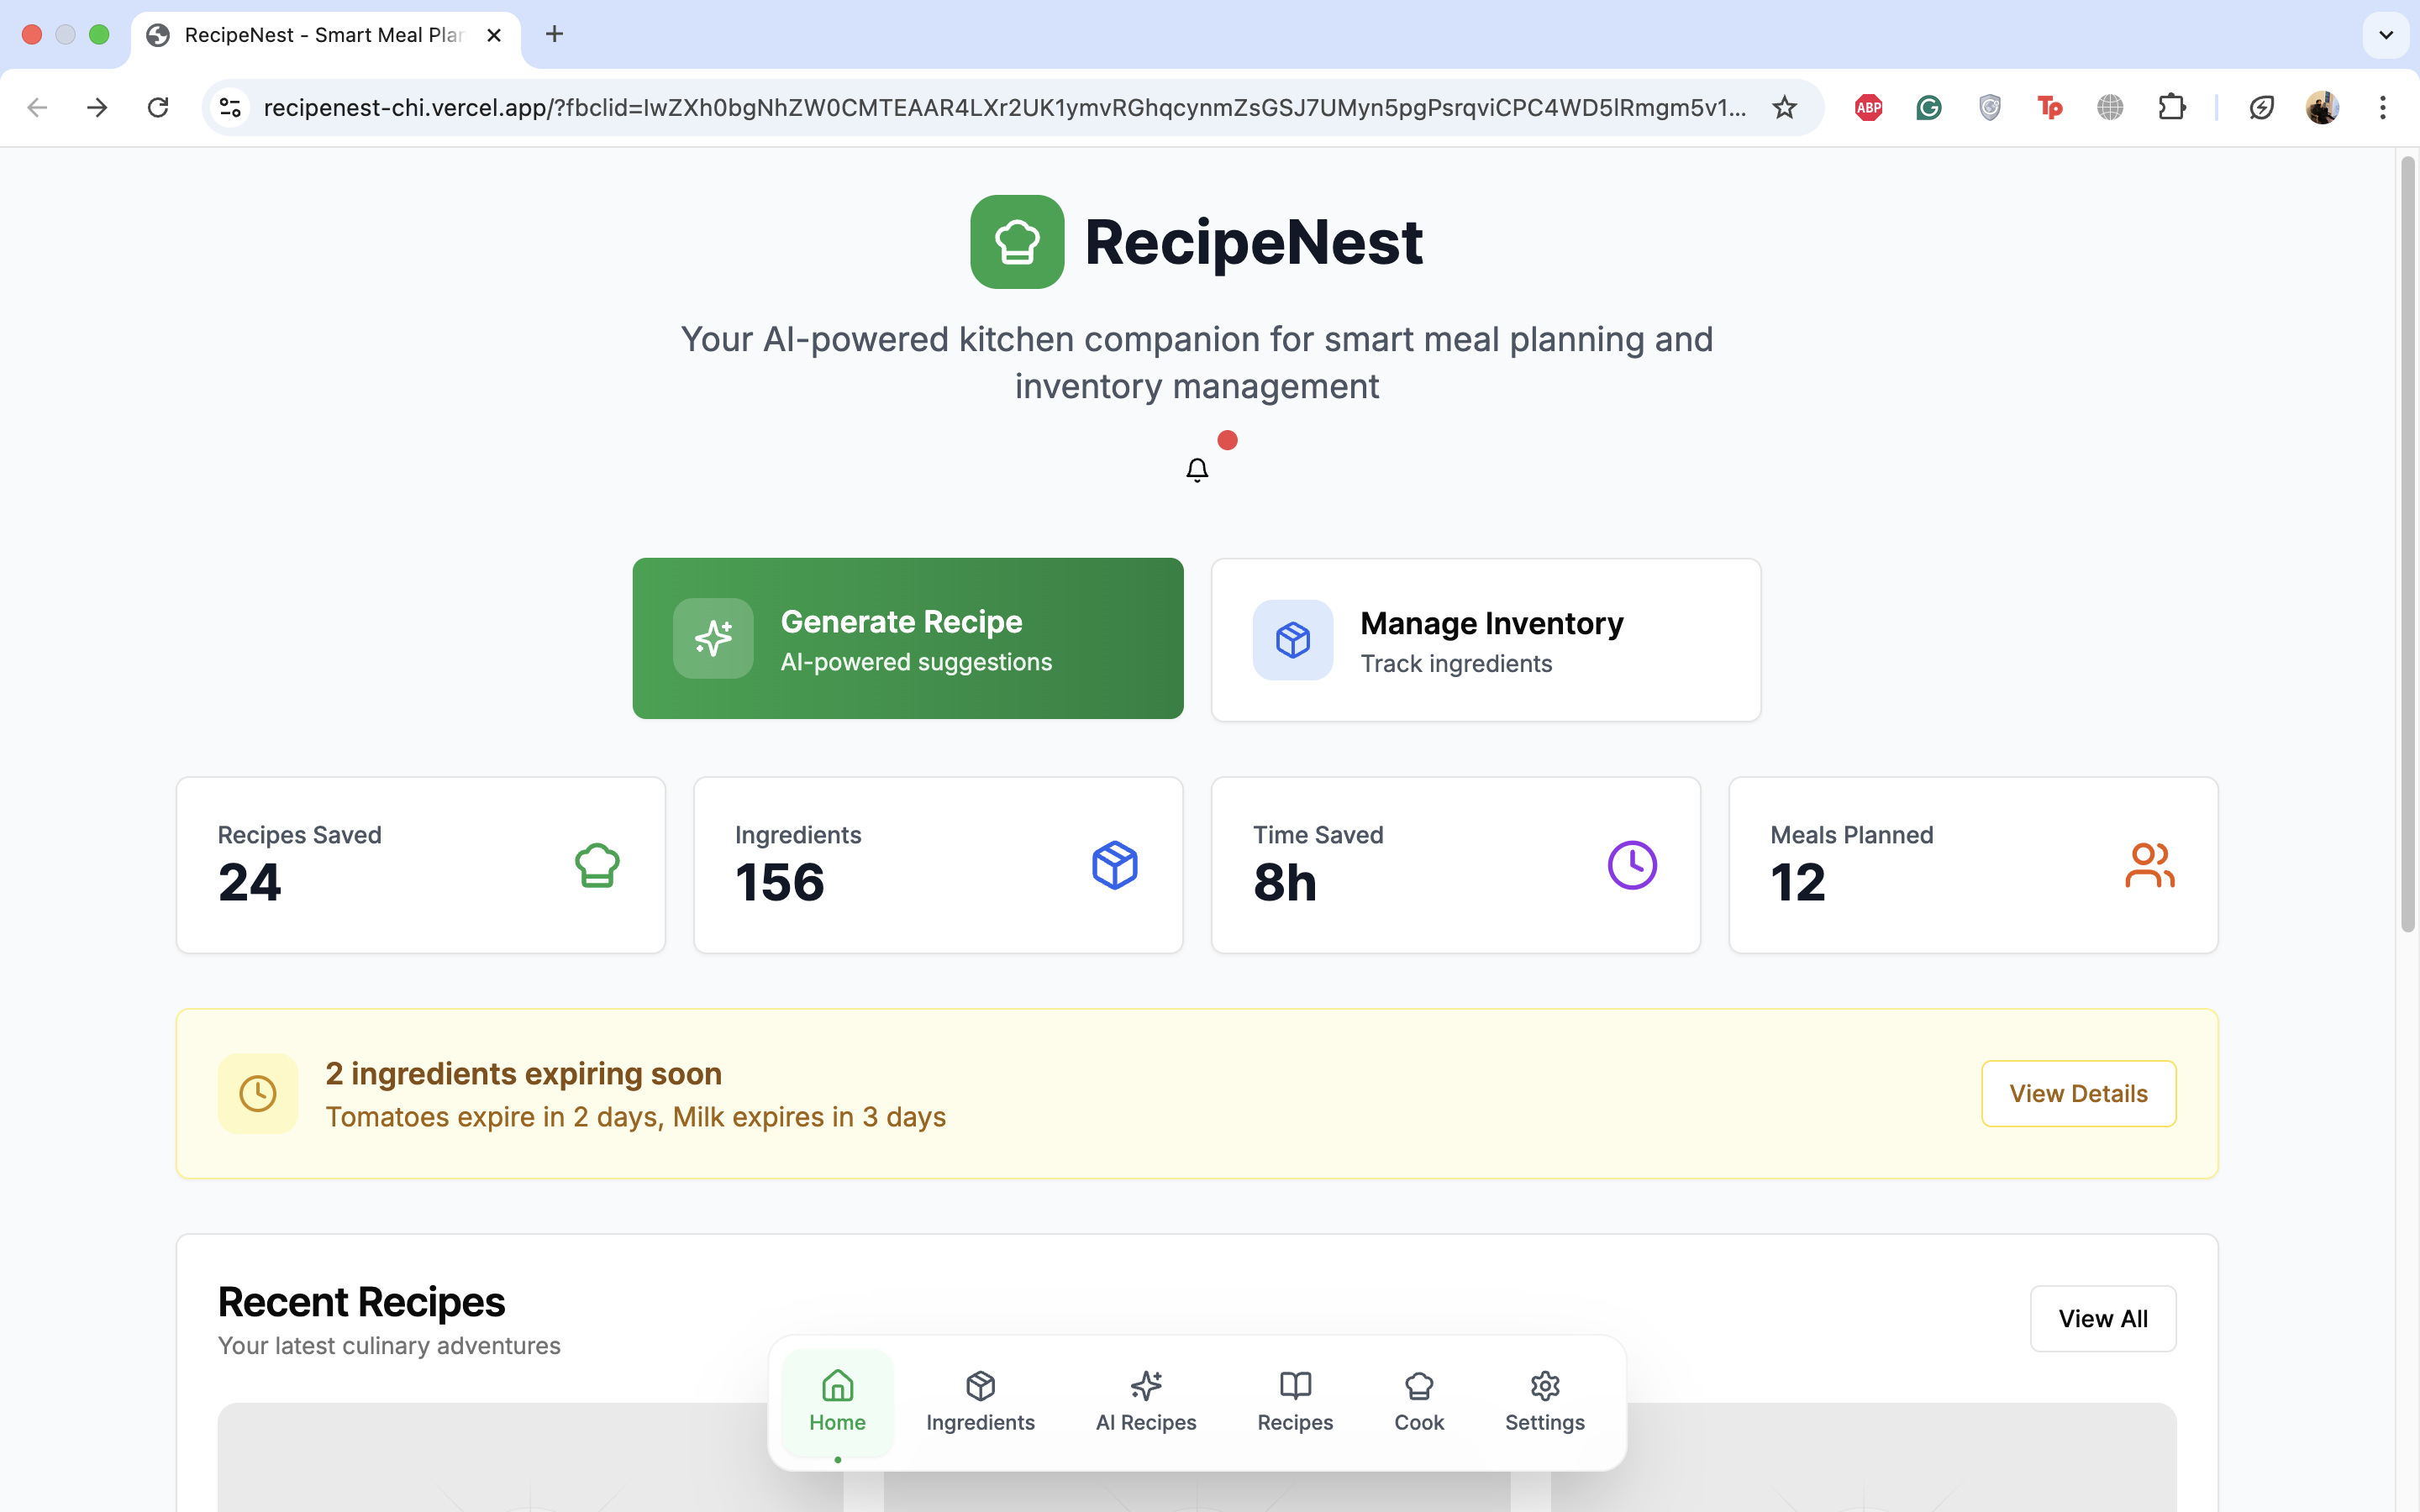 RecipeNest - Smart Meal Plan
recipenest-chi.vercel.app/?fbclid=IwZXh0bgNhZW0CMTEAAR4LXr2UK1ymvRGhqcynmZsGSJ7UMyn5pgPsrqviCPC4WD5lRmgm5v1...
ABP
Tp
RecipeNest
Your AI-powered kitchen companion for smart meal planning and
inventory management
Generate Recipe
AI-powered suggestions
Manage Inventory
Track ingredients
Recipes Saved
24
Ingredients
156
Time Saved
8h
Meals Planned
12
2 ingredients expiring soon
Tomatoes expire in 2 days, Milk expires in 3 days
View Details
Recent Recipes
Your latest culinary adventures
View All
Home
Ingredients
AI Recipes
Recipes
Cook
Settings